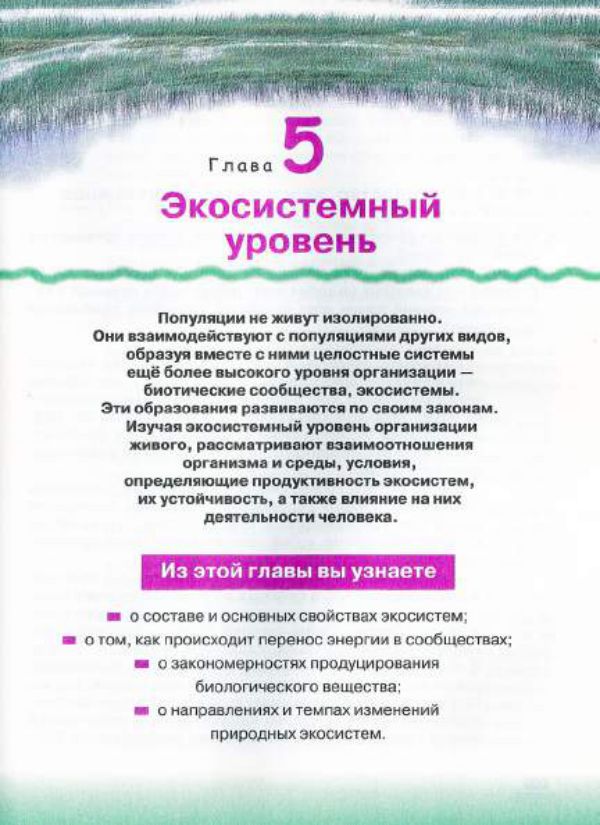 Глава 5
Экосистемный
уровень
Популяции не живут изолированно.
Они взаимодействуют с популяциями других видов,
образуя вместе с ними целостные системы
ещё более высокого уровня организации —
биотические сообщества, экосистемы.
Эти образования развиваются по своим законам.
Изучая экосистемный уровень организации
живого, рассматривают взаимоотношения
организма и среды, условия,
определяющие продуктивность экосистем,
их устойчивость, а также влияние на них
деятельности человека.
Из этой главы вы узнаете
о составе и основных свойствах экосистем;
о том, как происходит перенос энергии в сообществах;
о закономерностях продуцирования
биологического вещества;
о направлениях и темпах изменений
природных экосистем.